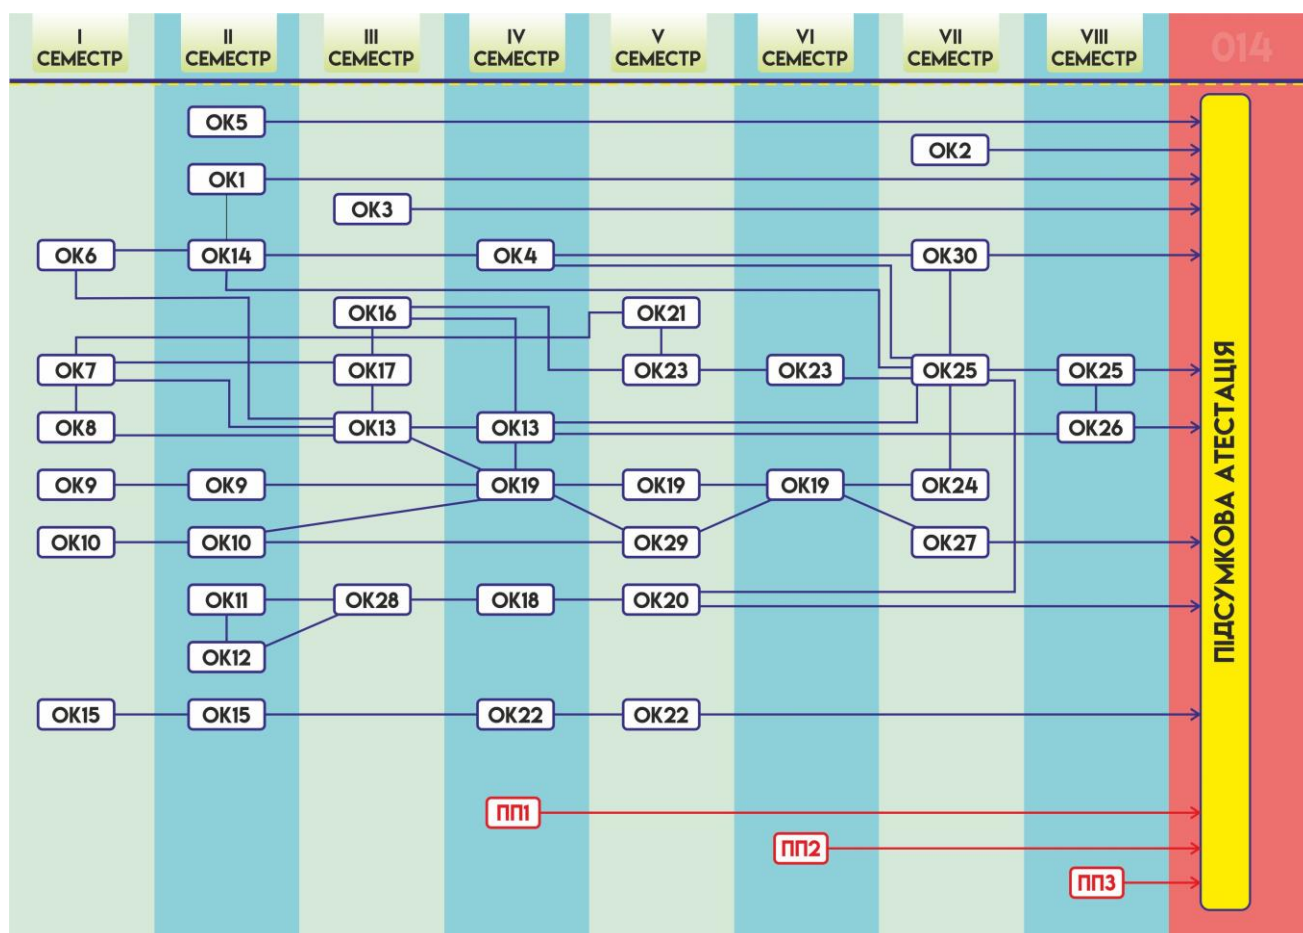 I
СЕМЕСТР
II
СЕМЕСТР
III
СЕМЕСТР
IV
СЕМЕСТР
V
СЕМЕСТР
VI
СЕМЕСТР
VII
СЕМЕСТР
VIII
СЕМЕСТР
014
ОК5
ОК2
ОК1
ОК3
ОК6
ОК14
ОК4
ОК30
ОК16
ОК21
ОК7
ОК17
ОК23
ОК23
ОК25
ОК25
ОК8
ОК13
ОК13
ОК26
ОК9
ОК9
ОК19
ОК19
ОК19
ОК24
ОК10
ОК10
ОК29
ОК27
ОК11
ОК28
ОК18
ОК20
ОК12
ОК15
ОК15
ОК22
ОК22
ПП1
ПП2
ПП3
ПІДСУМКОВА АТЕСТАЦІЯ